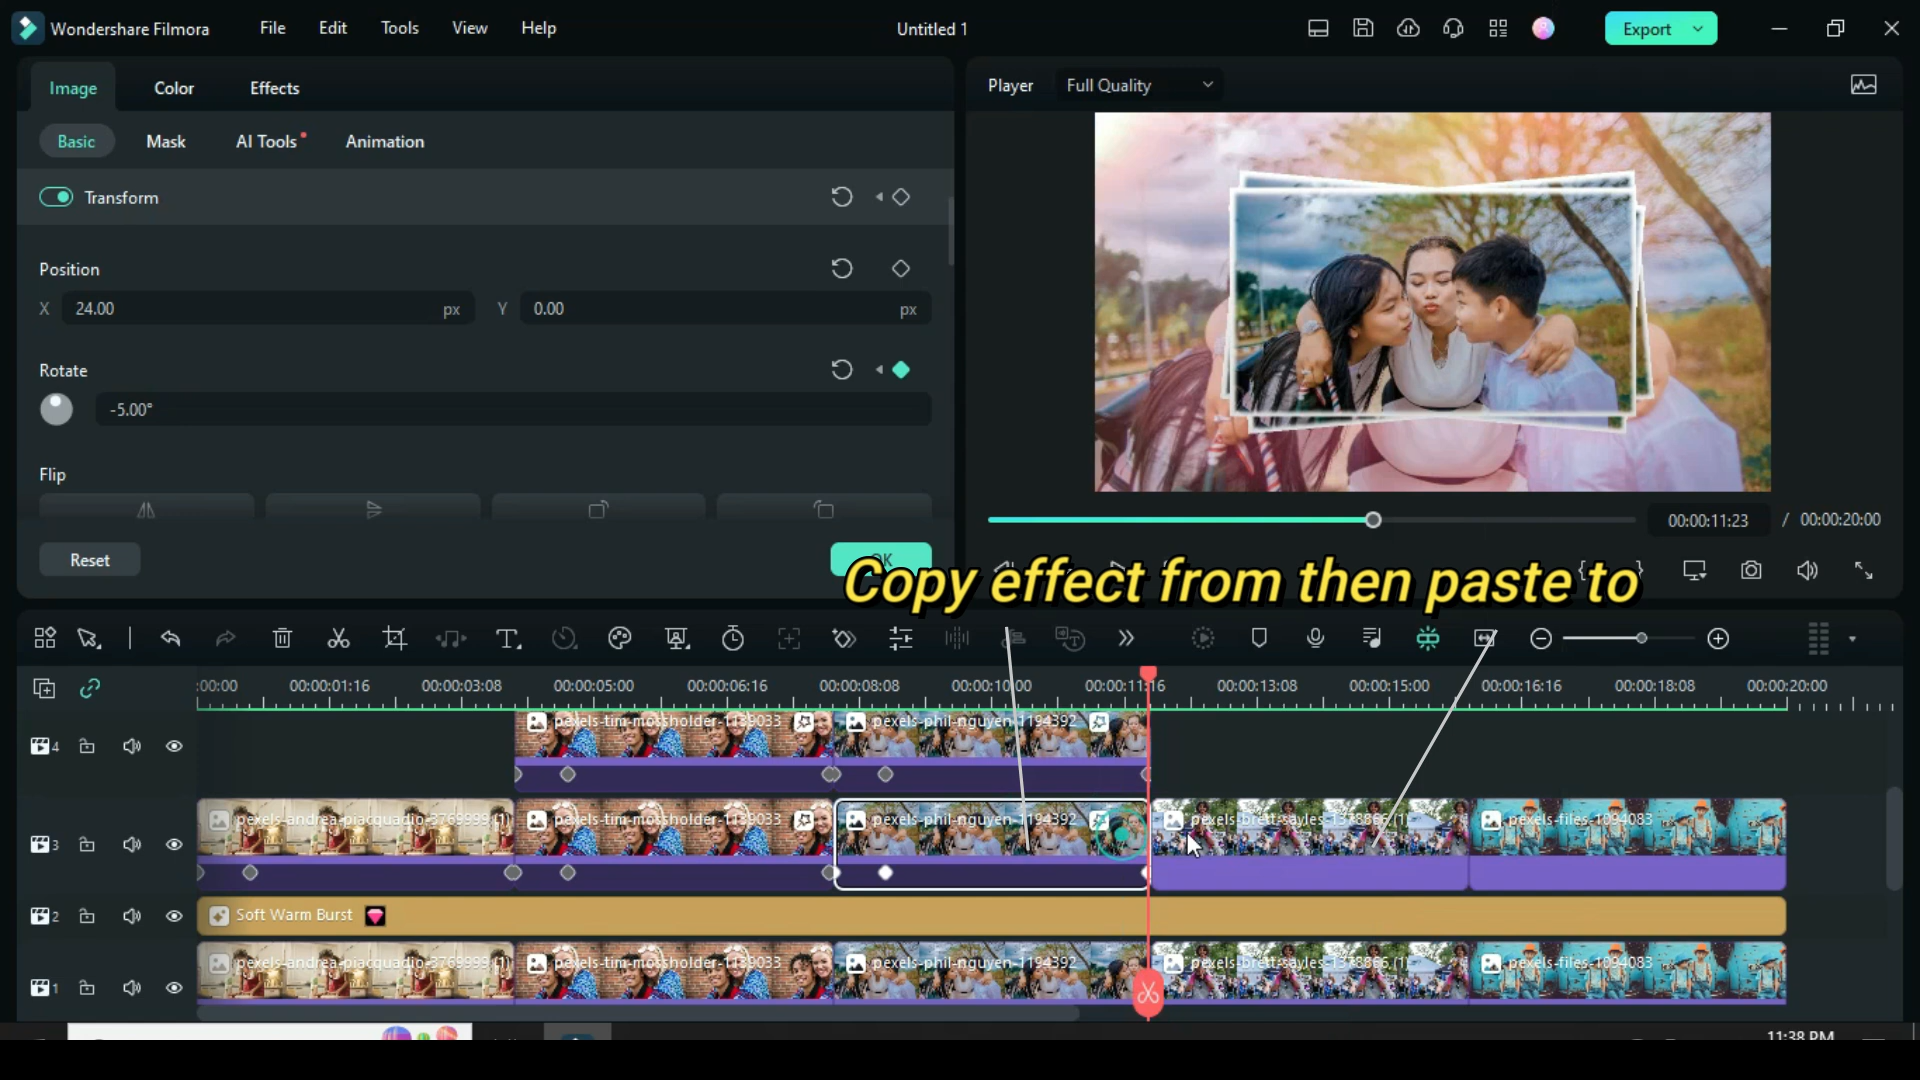 Wondershare Filmora
File
Edit
Tools
View
Help
Untitled 1
Export
Image
Color
Effects
Player
Full Quality
Basic
Mask
AI Tools
Animation
Transform
Position
X
24.00
px
Y
0.00
px
Rotate
-5.00°
Flip
Reset
OK
00:00:11:23
/
00:00:20:00
Copy effect from then paste to
:00:00
00:00:01:16
00:00:03:08
00:00:05:00
00:00:06:16
00:00:08:08
00:00:10:00
00:00:11:16
00:00:13:08
00:00:15:00
00:00:16:16
00:00:18:08
00:00:20:00
4
pexels-tim-mossholder-1139033
pexels-phil-nguyen-1194392
3
pexels-andrea-piacquadio-3769999 (1)
pexels-tim-mossholder-1139033
pexels-phil-nguyen-1194392
pexels-brett-sayles-1378866 (1)
pexels-files-1094083
2
Soft Warm Burst
1
pexels-andrea-piacquadio-3769999 (1)
pexels-tim-mossholder-1139033
pexels-phil-nguyen-1194392
pexels-brett-sayles-1378866 (1)
pexels-files-1094083
11:38 PM